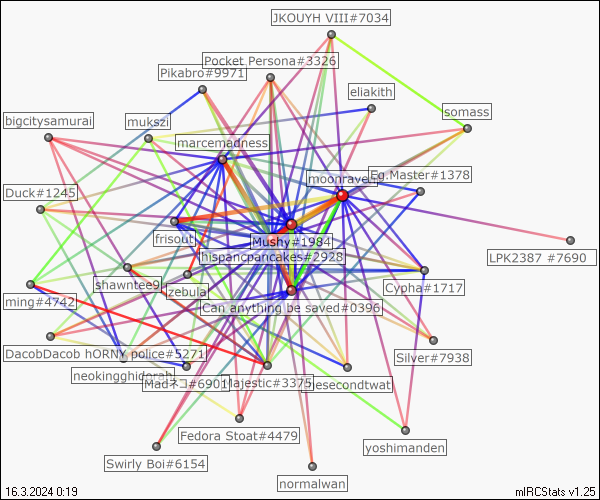 JKOUYH VIII#7034
Pocket Persona#3326
Pikabro#9971
eliakith
somass
bigcitysamurai
mukszi
marcemadness
moonraven
Eg.Master#1378
Duck#1245
frisout
Mushy#1984
LPK2387 #7690
hispancpancakes#2928
shawntee9
zebula
Cypha#1717
ming#4742
Can anything be saved#0396
DacobDacob hORNY police#5271
Silver#7938
neokingghidorah
Madネコ#6901
Majestic#3375
thesecondtwat
Fedora Stoat#4479
yoshimanden
Swirly Boi#6154
normalwan
16.3.2024 0:19
mIRCStats v1.25